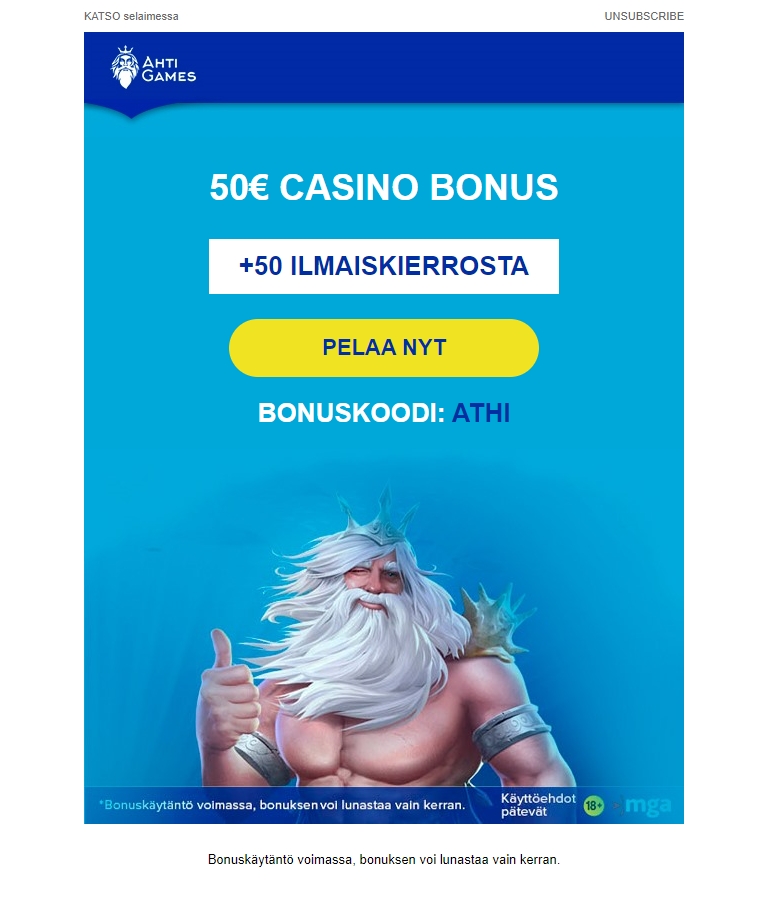 KATSO selaimessa
UNSUBSCRIBE
AHTI
GAMES
50€ CASINO BONUS
+50 ILMAISKIERROSTA
PELAA NYT
BONUSKOODI: ATHI
*Bonuskäytäntö voimassa, bonuksen voi lunastaa vain kerran.
Käyttöehdot
pätevät
18+
mga
Bonuskäytäntö voimassa, bonuksen voi lunastaa vain kerran.